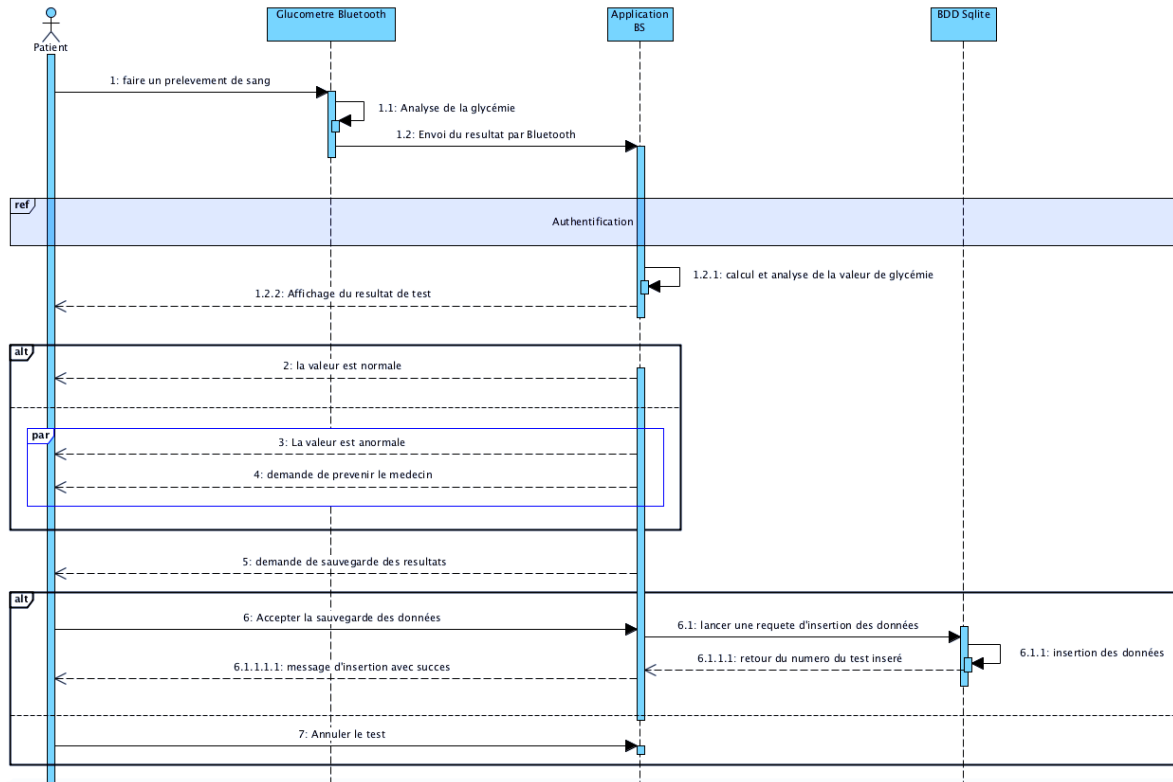 Patient
Glucometre Bluetooth
Application
BS
BDD Sqlite
1: faire un prelevement de sang
1.1: Analyse de la glycémie
1.2: Envoi du resultat par Bluetooth
ref
Authentification
1.2.1: calcul et analyse de la valeur de glycémie
1.2.2: Affichage du resultat de test
alt
2: la valeur est normale
par
3: La valeur est anormale
4: demande de prevenir le medecin
5: demande de sauvegarde des resultats
alt
6: Accepter la sauvegarde des données
6.1: lancer une requete d'insertion des données
6.1.1: insertion des données
6.1.1.1: retour du numero du test inseré
6.1.1.1.1: message d'insertion avec succes
7: Annuler le test